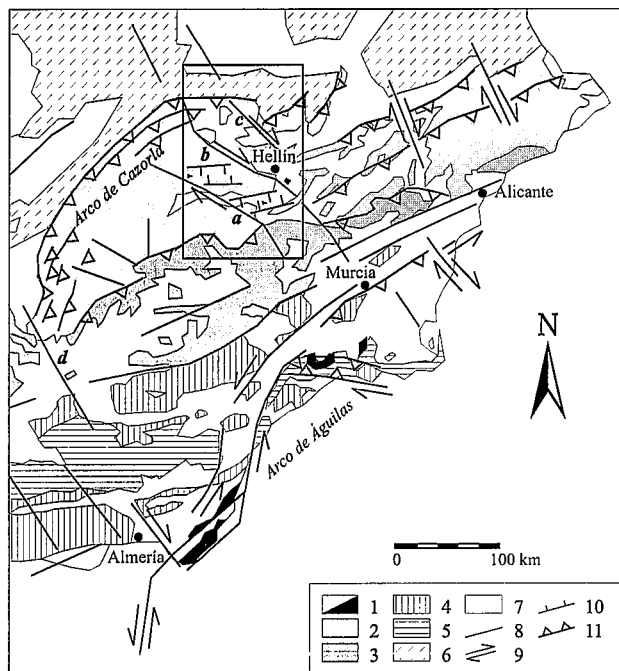 c
b
Hellín
Arco de Cazorla
a
Alicante
Murcia
N
d
Arco de Águilas
Almería
0 100 km
1 4 7 10
2 5 8 11
3 6 9